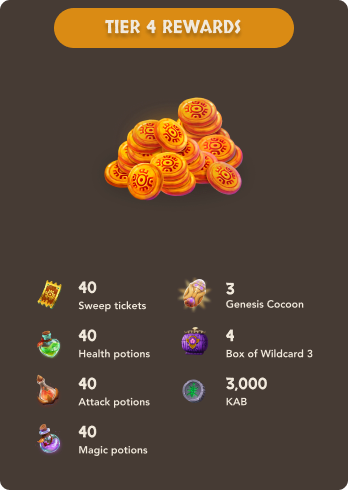 TIER 4 REWARDS
40
Sweep tickets
3
Genesis Cocoon
40
Health potions
4
Box of Wildcard 3
40
Attack potions
3,000
KAB
40
Magic potions